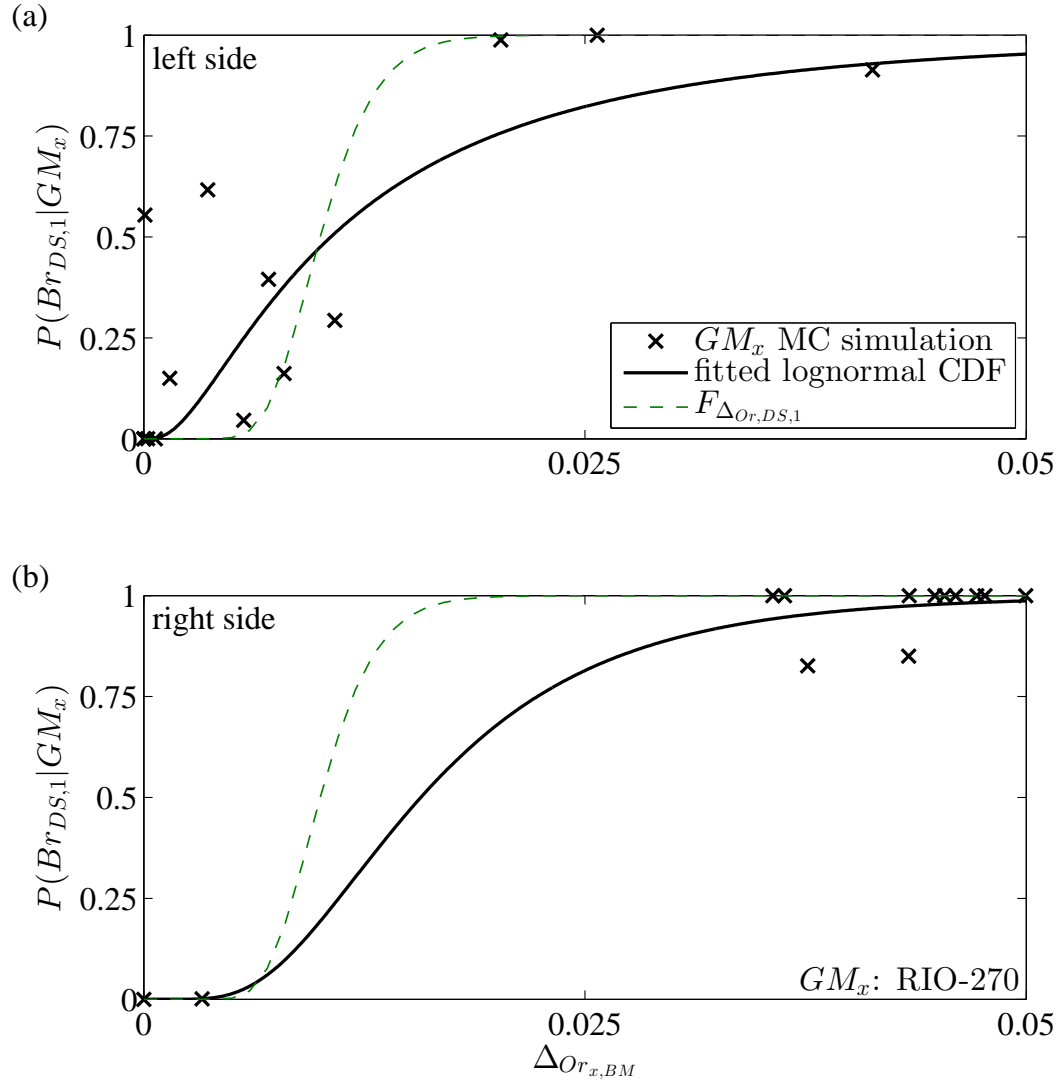 (a)
1
left side
0.75
0.5
0.25
0
P(Br_{DS,1}|GM_x)
GM_x MC simulation
fitted lognormal CDF
F_{Δ_{Or,DS,1}}
0 0.025 0.05
(b)
1
right side
0.75
0.5
0.25
0
P(Br_{DS,1}|GM_x)
GM_x: RIO-270
0 0.025 0.05
Δ_{Or_{x,BM}}